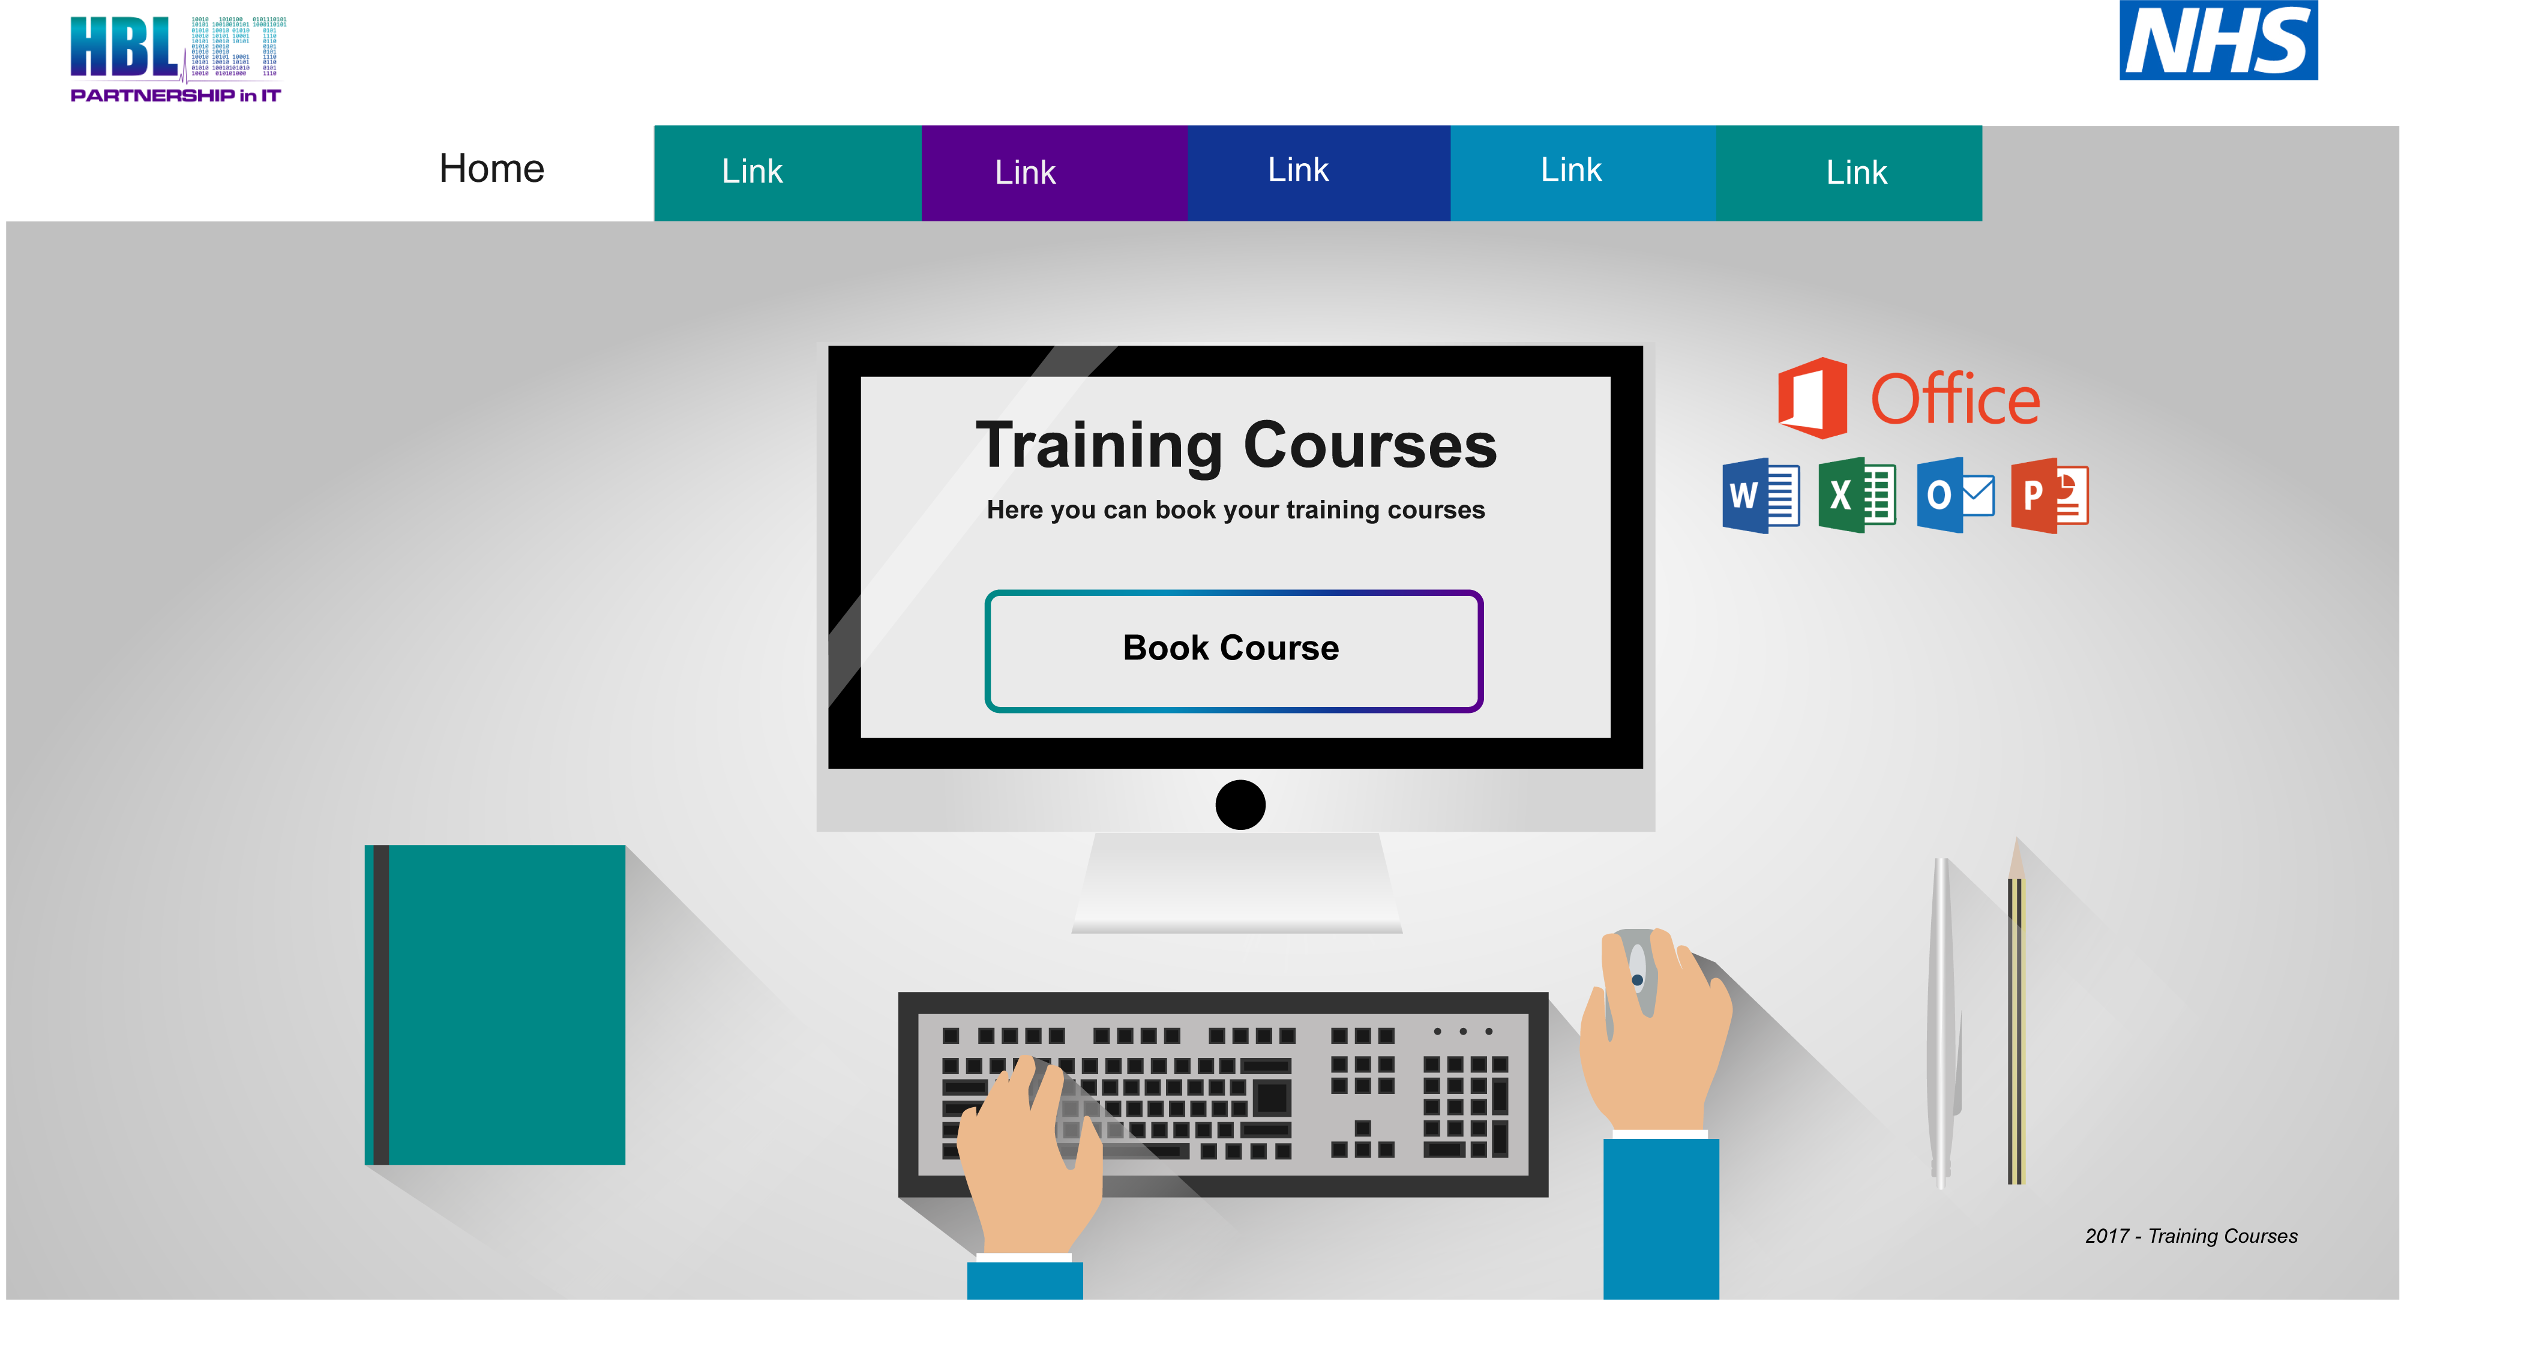 HBL ICT
PARTNERSHIP in IT
NHS
Home
Link
Link
Link
Link
Link
Training Courses
Here you can book your training courses
Book Course
Office
W
X
O
P
2017 - Training Courses